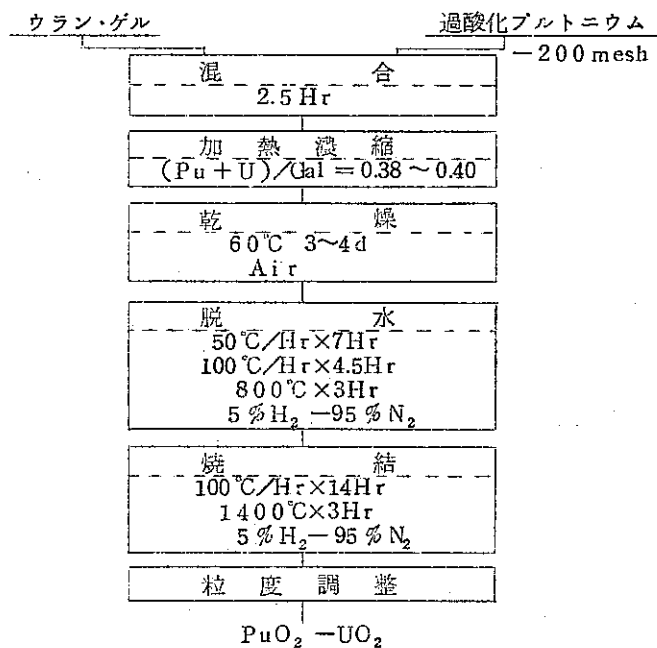 ウラン・ゲル 過酸化プルトニウム
−200 mesh
混合
2.5 Hr
加熱濃縮
(Pu+U)/Gal = 0.38 ~ 0.40
乾燥
60℃ 3~4d
Air
脱水
50℃/Hr×7Hr
100℃/Hr×4.5Hr
800℃×3Hr
5%H₂−95%N₂
焼結
100℃/Hr×14Hr
1400℃×3Hr
5%H₂−95%N₂
粒度調整
PuO₂−UO₂